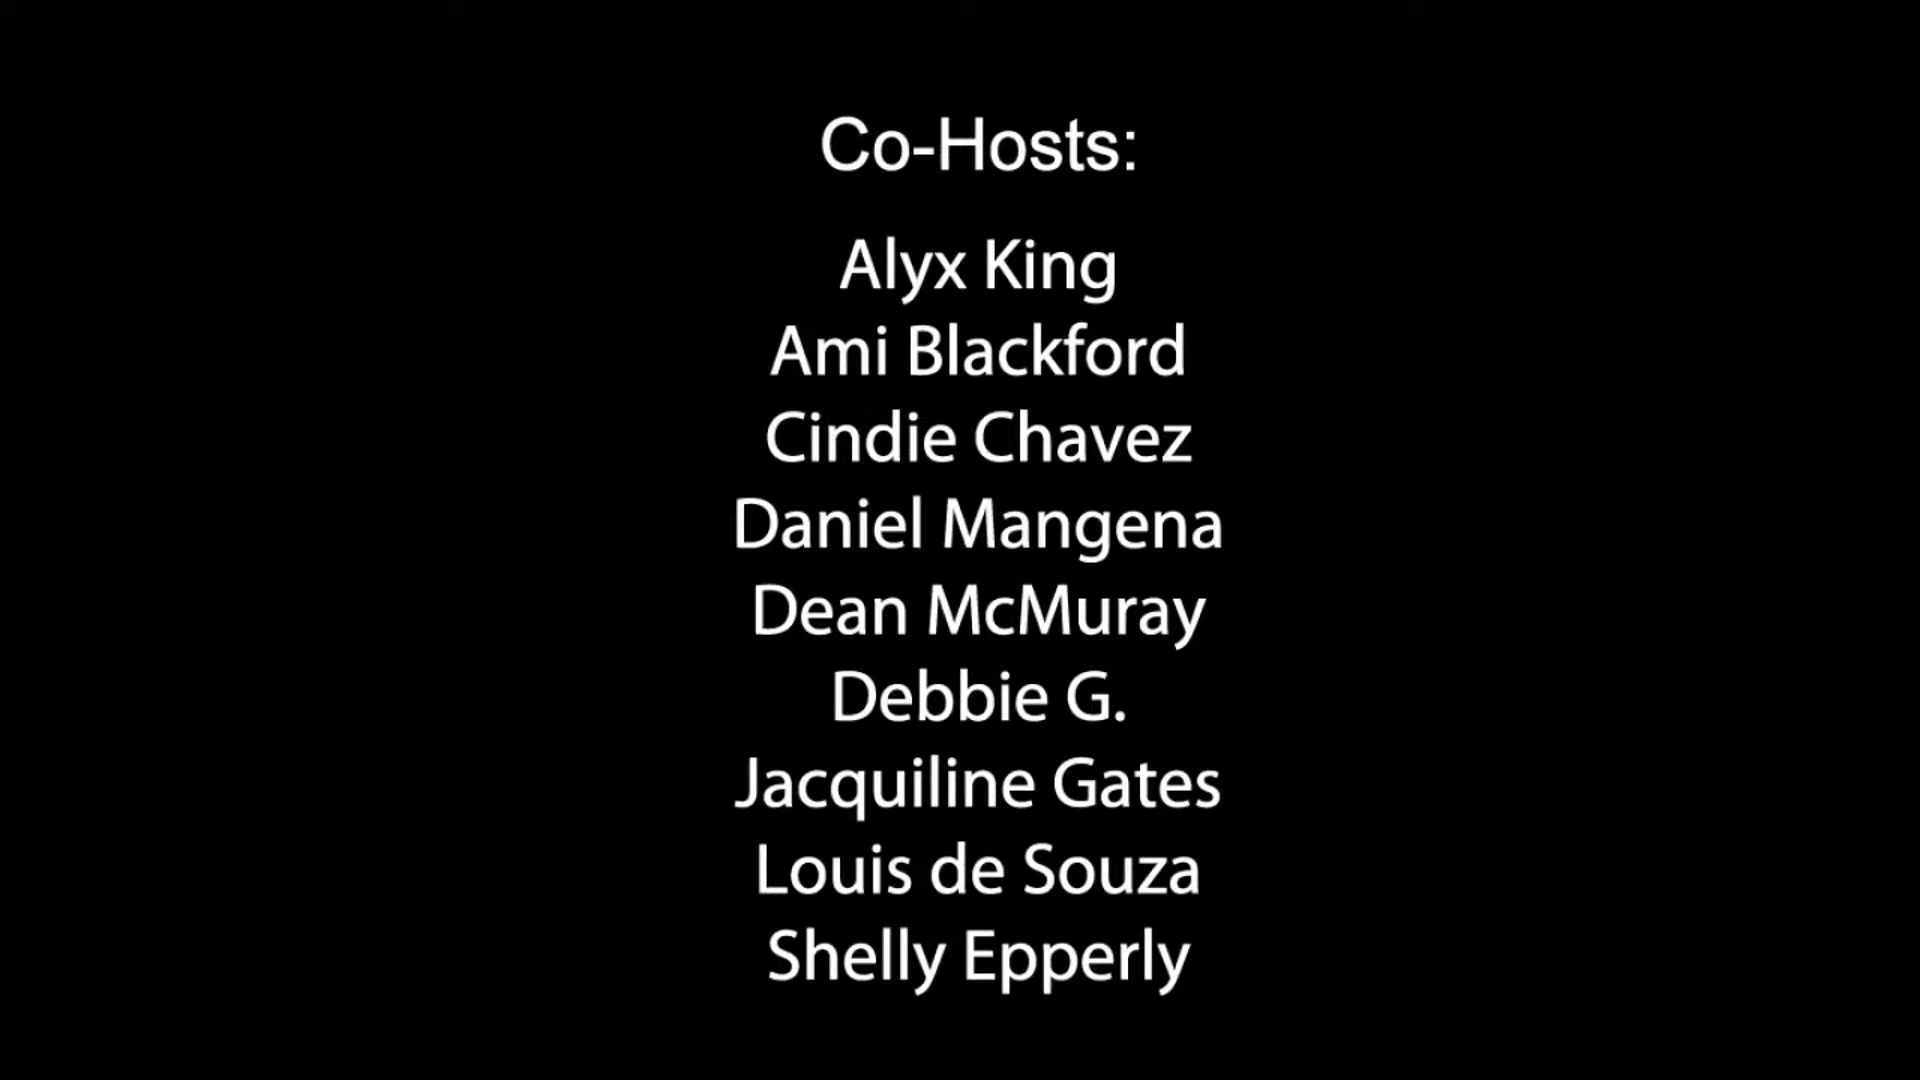 Co-Hosts:
Alyx King
Ami Blackford
Cindie Chavez
Daniel Mangena
Dean McMuray
Debbie G.
Jacquiline Gates
Louis de Souza
Shelly Epperly